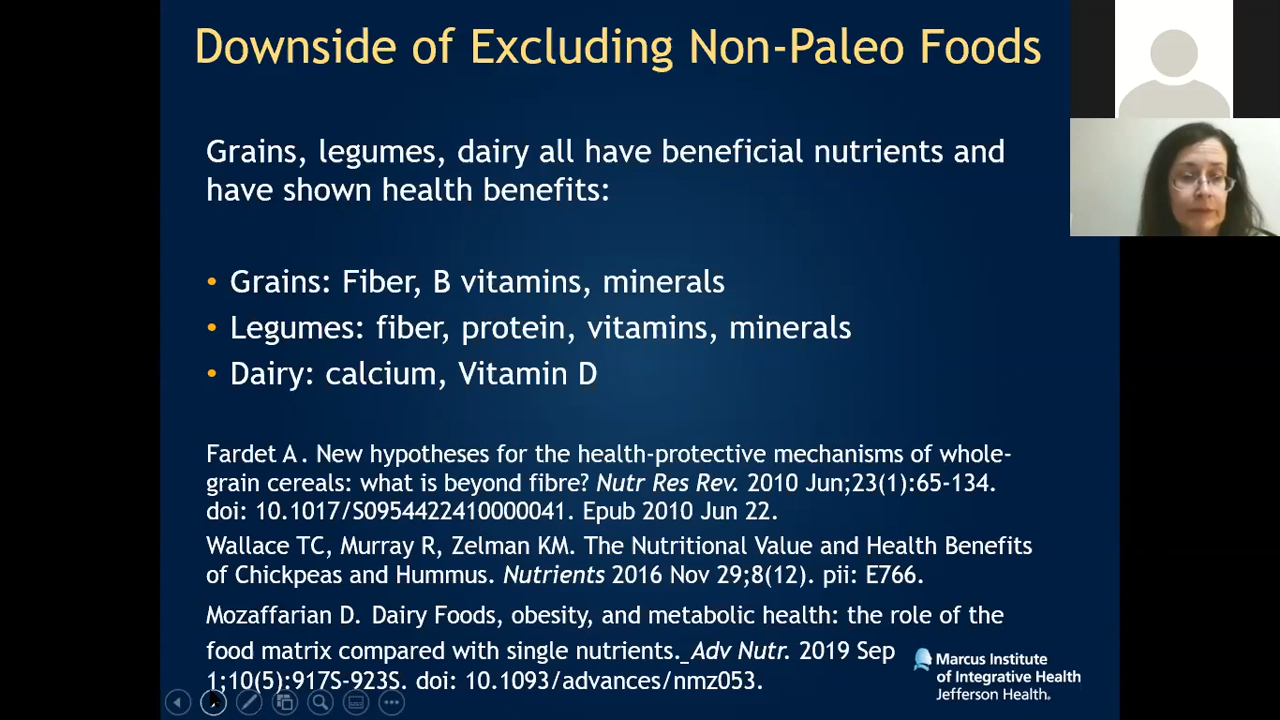 Downside of Excluding Non-Paleo Foods
Grains, legumes, dairy all have beneficial nutrients and
have shown health benefits:
• Grains: Fiber, B vitamins, minerals
• Legumes: fiber, protein, vitamins, minerals
• Dairy: calcium, Vitamin D
Fardet A. New hypotheses for the health-protective mechanisms of whole-
grain cereals: what is beyond fibre? Nutr Res Rev. 2010 Jun;23(1):65-134.
doi: 10.1017/S0954422410000041. Epub 2010 Jun 22.
Wallace TC, Murray R, Zelman KM. The Nutritional Value and Health Benefits
of Chickpeas and Hummus. Nutrients 2016 Nov 29;8(12). pii: E766.
Mozaffarian D. Dairy Foods, obesity, and metabolic health: the role of the
food matrix compared with single nutrients. Adv Nutr. 2019 Sep
1;10(5):917S-923S. doi: 10.1093/advances/nmz053.
Marcus Institute
of Integrative Health
Jefferson Health.